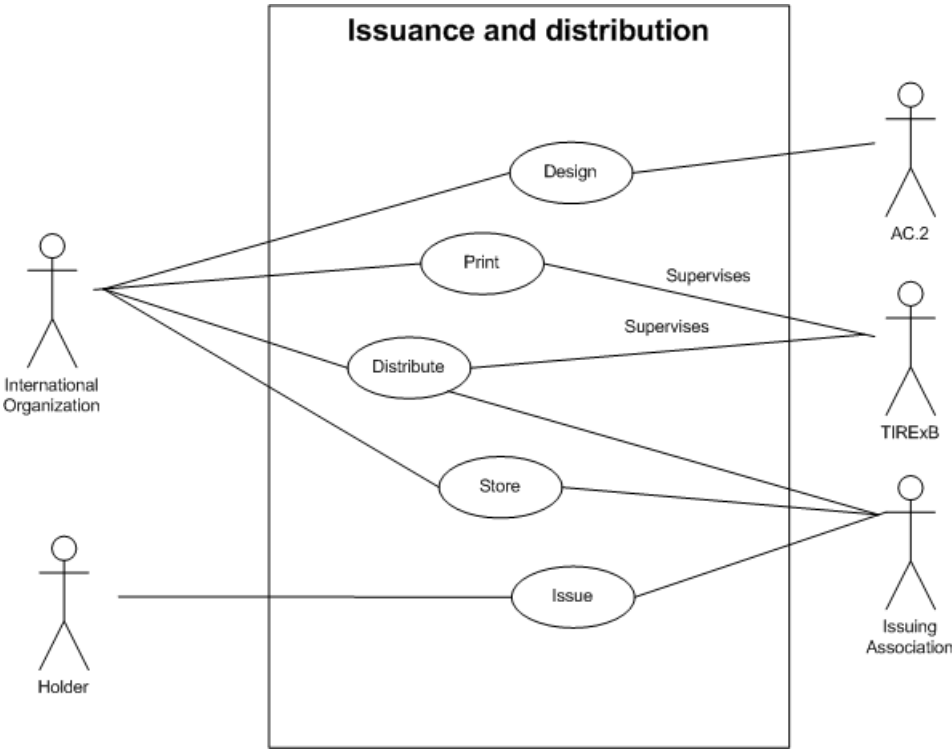 Issuance and distribution
Design
AC.2
Print
Supervises
International
Organization
Supervises
Distribute
TIRExB
Store
Issue
Issuing
Association
Holder